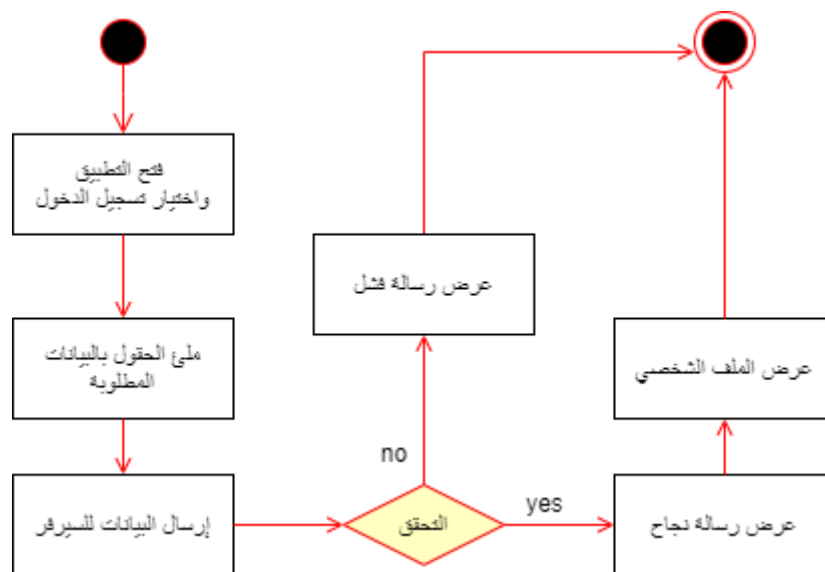 فتح التطبيق
واختيار تسجيل الدخول
ملئ الحقول بالبيانات
المطلوبة
إرسال البيانات للسيرفر
التحقق
no
عرض رسالة فشل
yes
عرض رسالة نجاح
عرض الملف الشخصي